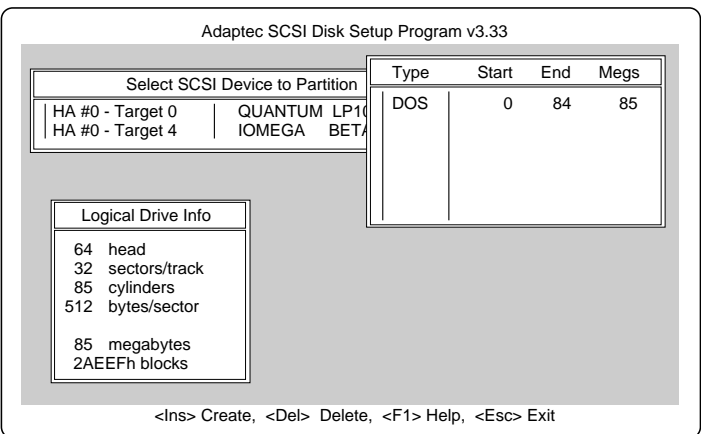 Adaptec SCSI Disk Setup Program v3.33
Select SCSI Device to Partition
HA #0 - Target 0 QUANTUM LP10
HA #0 - Target 4 IOMEGA BETA
Type Start End Megs
DOS 0 84 85
Logical Drive Info
64 head
32 sectors/track
85 cylinders
512 bytes/sector
85 megabytes
2AEEFh blocks
<Ins> Create, <Del> Delete, <F1> Help, <Esc> Exit